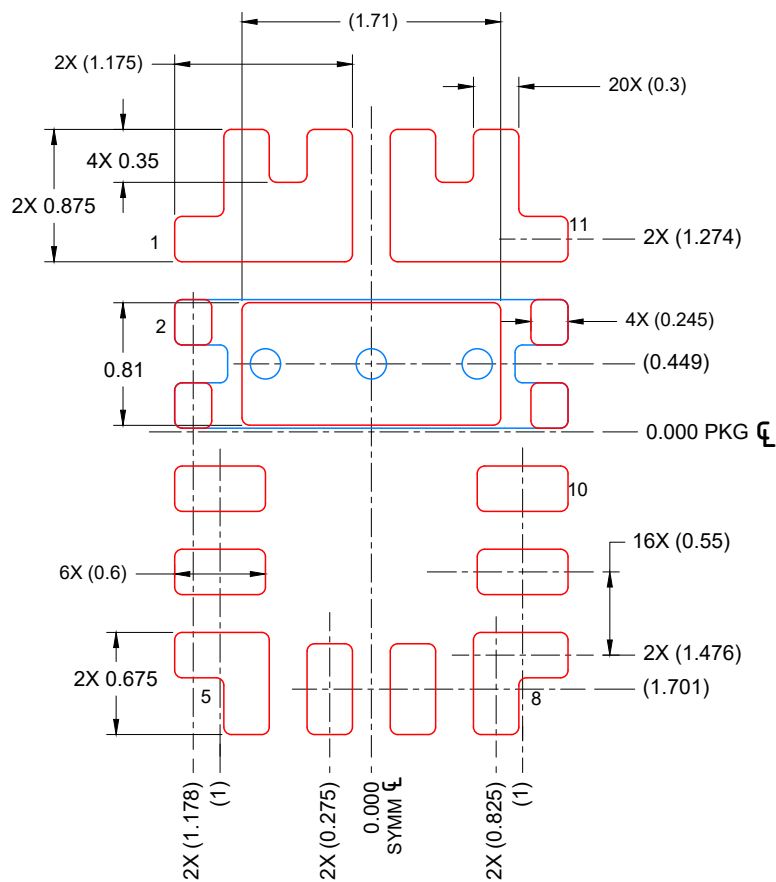 (1.71)
2X (1.175)
20X (0.3)
4X 0.35
2X 0.875
1
11
2X (1.274)
2
4X (0.245)
0.81
(0.449)
0.000 PKG ℄
10
16X (0.55)
6X (0.6)
2X 0.675
2X (1.476)
5
8
(1.701)
2X (1.178)
(1)
2X (0.275)
0.000
SYMM ℄
2X (0.825)
(1)